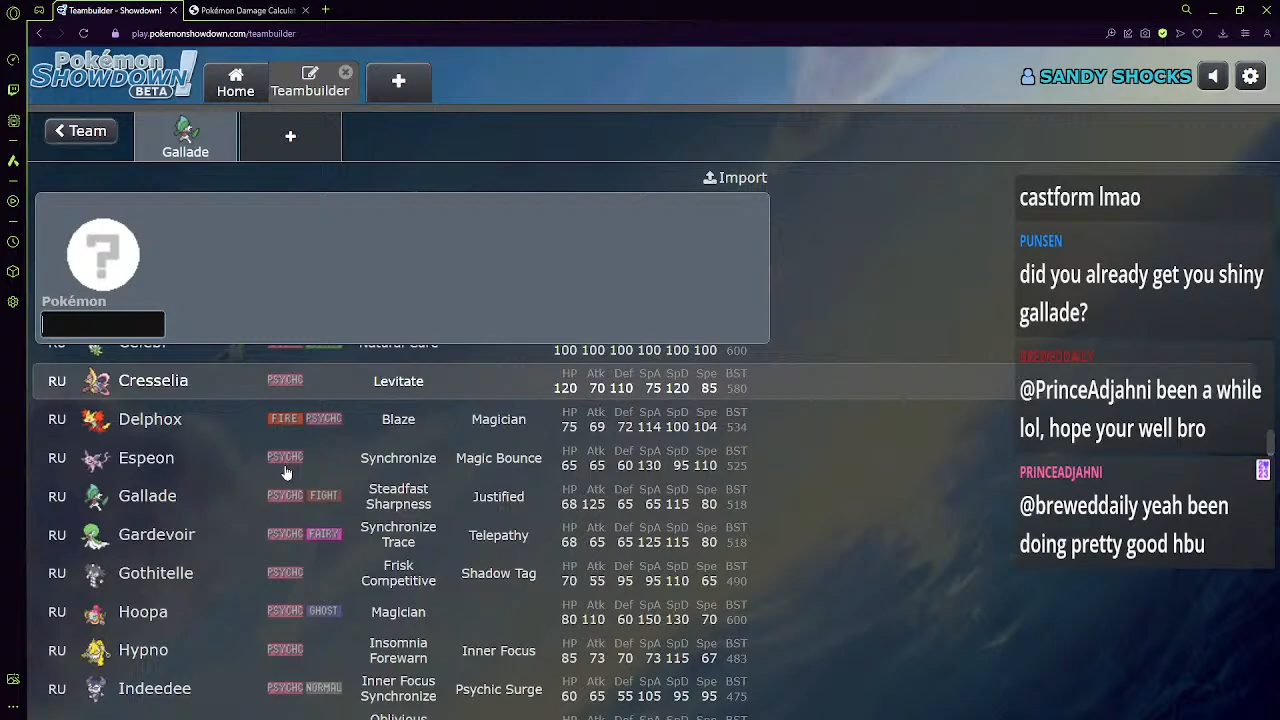 Teambuilder - Showdown!
Pokémon Damage Calculat
play.pokemonshowdown.com/teambuilder
Pokémon
SHOWDOWN!
BETA
Home
Teambuilder
SANDY SHOCKS
Team
Gallade
Import
Pokémon
100 100 100 100 100 100 600
RU Cresselia PSYCHC Levitate HP 120 Atk 70 Def 110 SpA 75 SpD 120 Spe 85 BST 580
RU Delphox FIRE PSYCHC Blaze Magician HP 75 Atk 69 Def 72 SpA 114 SpD 100 Spe 104 BST 534
RU Espeon PSYCHC Synchronize Magic Bounce HP 65 Atk 65 Def 60 SpA 130 SpD 95 Spe 110 BST 525
RU Gallade PSYCHC FIGHT Steadfast Sharpness Justified HP 68 Atk 125 Def 65 SpA 65 SpD 115 Spe 80 BST 518
RU Gardevoir PSYCHC FAIRY Synchronize Trace Telepathy HP 68 Atk 65 Def 65 SpA 125 SpD 115 Spe 80 BST 518
RU Gothitelle PSYCHC Frisk Competitive Shadow Tag HP 70 Atk 55 Def 95 SpA 95 SpD 110 Spe 65 BST 490
RU Hoopa PSYCHC GHOST Magician HP 80 Atk 110 Def 60 SpA 150 SpD 130 Spe 70 BST 600
RU Hypno PSYCHC Insomnia Forewarn Inner Focus HP 85 Atk 73 Def 70 SpA 73 SpD 115 Spe 67 BST 483
RU Indeedee PSYCHC NORMAL Inner Focus Synchronize Psychic Surge HP 60 Atk 65 Def 55 SpA 105 SpD 95 Spe 95 BST 475
castform lmao
PUNSEN
did you already get you shiny
gallade?
BREWEDDAILY
@PrinceAdjahni been a while
lol, hope your well bro
PRINCEADJAHNI
@breweddaily yeah been
doing pretty good hbu